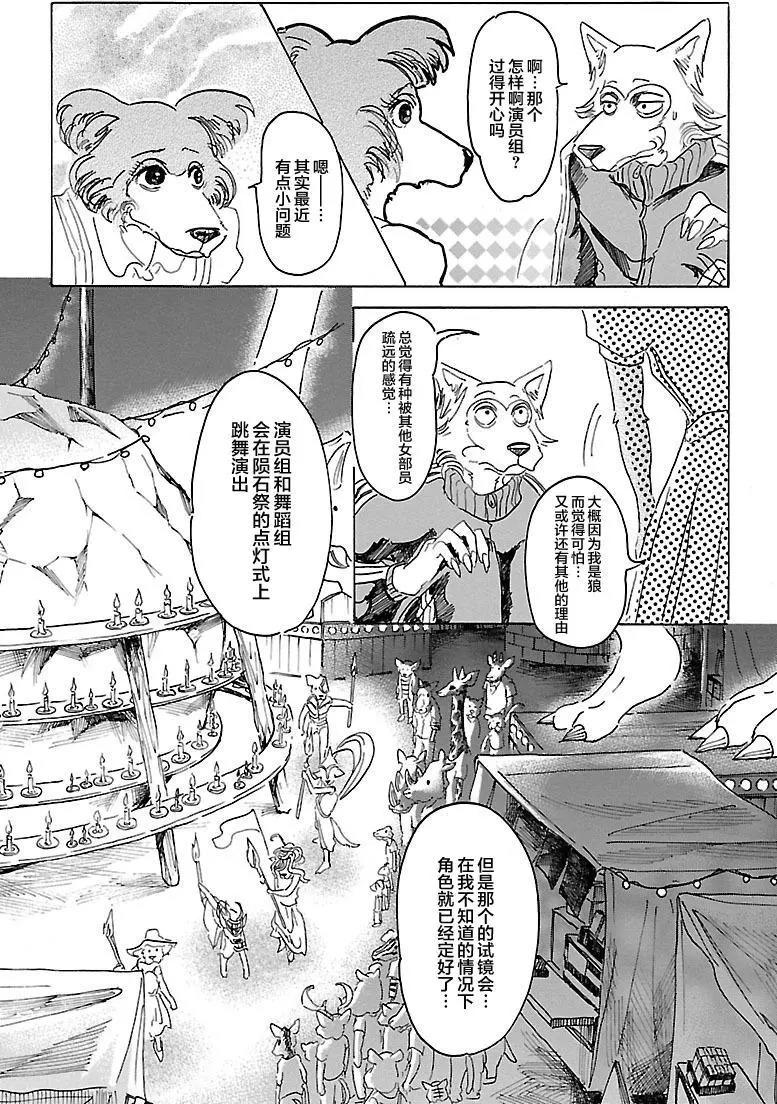 啊…那个
怎样啊演员组？
过得开心吗
嗯——…
其实最近
有点小问题
总觉得有种被其他女部员
疏远的感觉…
大概因为我是狼
而觉得可怕…
又或许还有其他的理由
演员组和舞蹈组
会在陨石祭的点灯式上
跳舞演出
但是那个的试镜会…
在我不知道的情况下
角色就已经定好了…